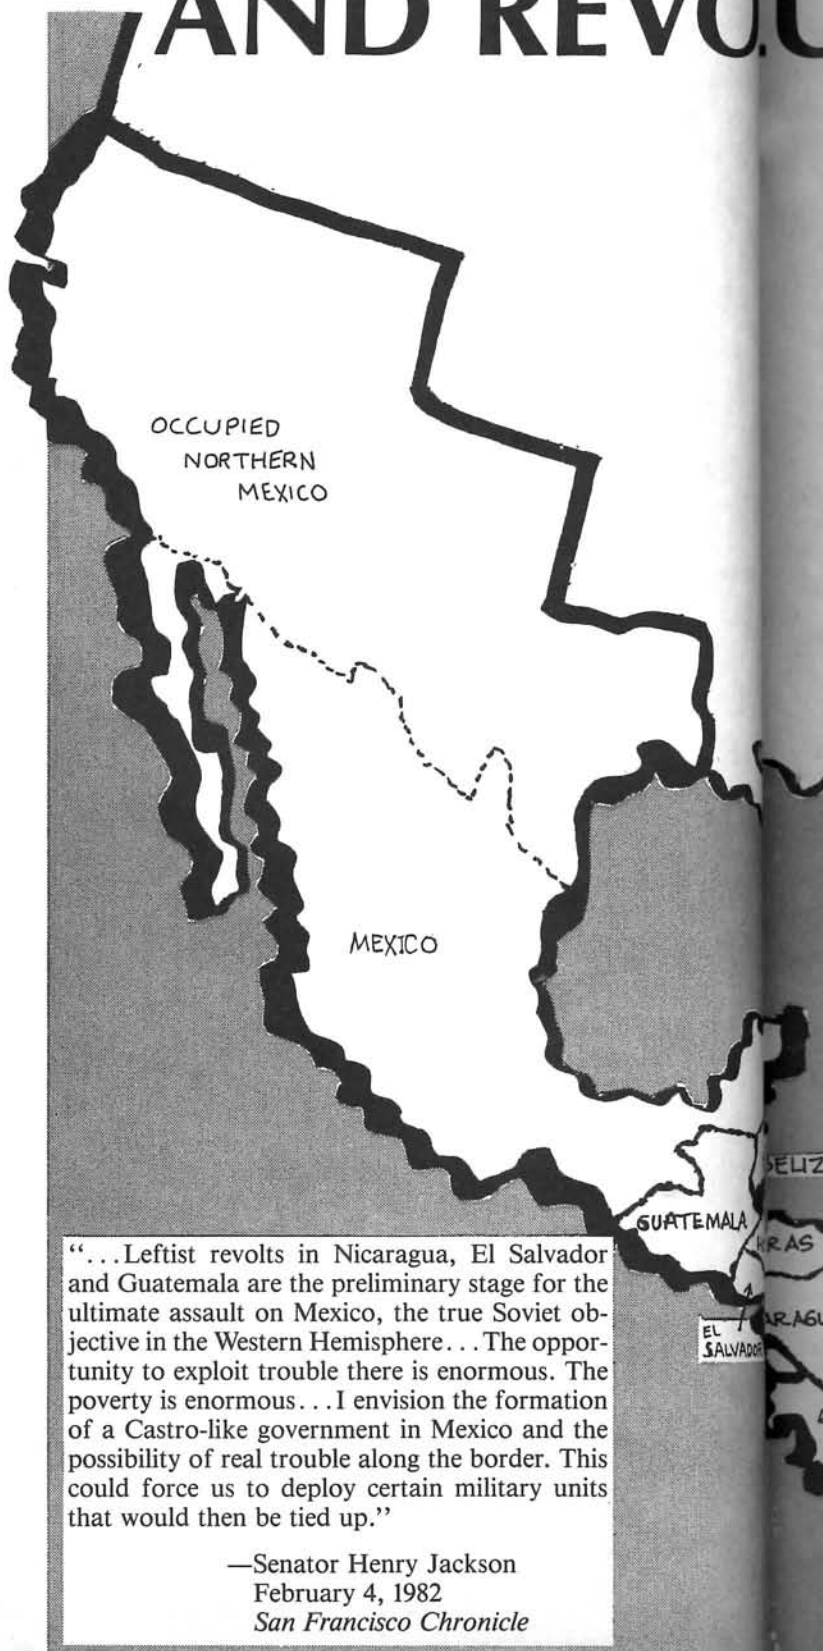 AND REVOLU
OCCUPIED
NORTHERN
MEXICO
MEXICO
BELIZ
GUATEMALA
RAS
EL
SALVADOR
ARAGU
“...Leftist revolts in Nicaragua, El Salvador
and Guatemala are the preliminary stage for the
ultimate assault on Mexico, the true Soviet ob-
jective in the Western Hemisphere...The oppor-
tunity to exploit trouble there is enormous. The
poverty is enormous...I envision the formation
of a Castro-like government in Mexico and the
possibility of real trouble along the border. This
could force us to deploy certain military units
that would then be tied up.”
—Senator Henry Jackson
February 4, 1982
San Francisco Chronicle